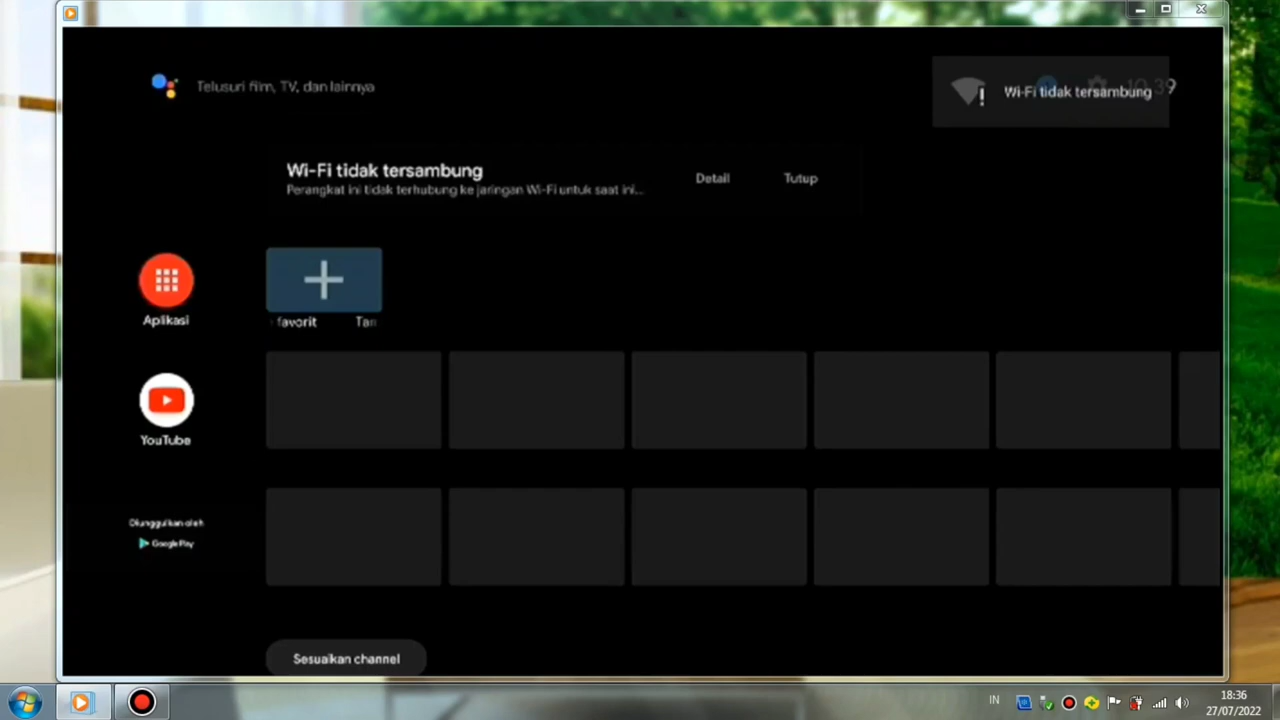 Telusuri film, TV, dan lainnya
Wi-Fi tidak tersambung
Wi-Fi tidak tersambung
Perangkat ini tidak terhubung ke jaringan Wi-Fi untuk saat ini...
Detail
Tutup
Aplikasi
favorit
YouTube
Diunggulkan oleh
Google Play
Sesuaikan channel
IN
18:36
27/07/2022